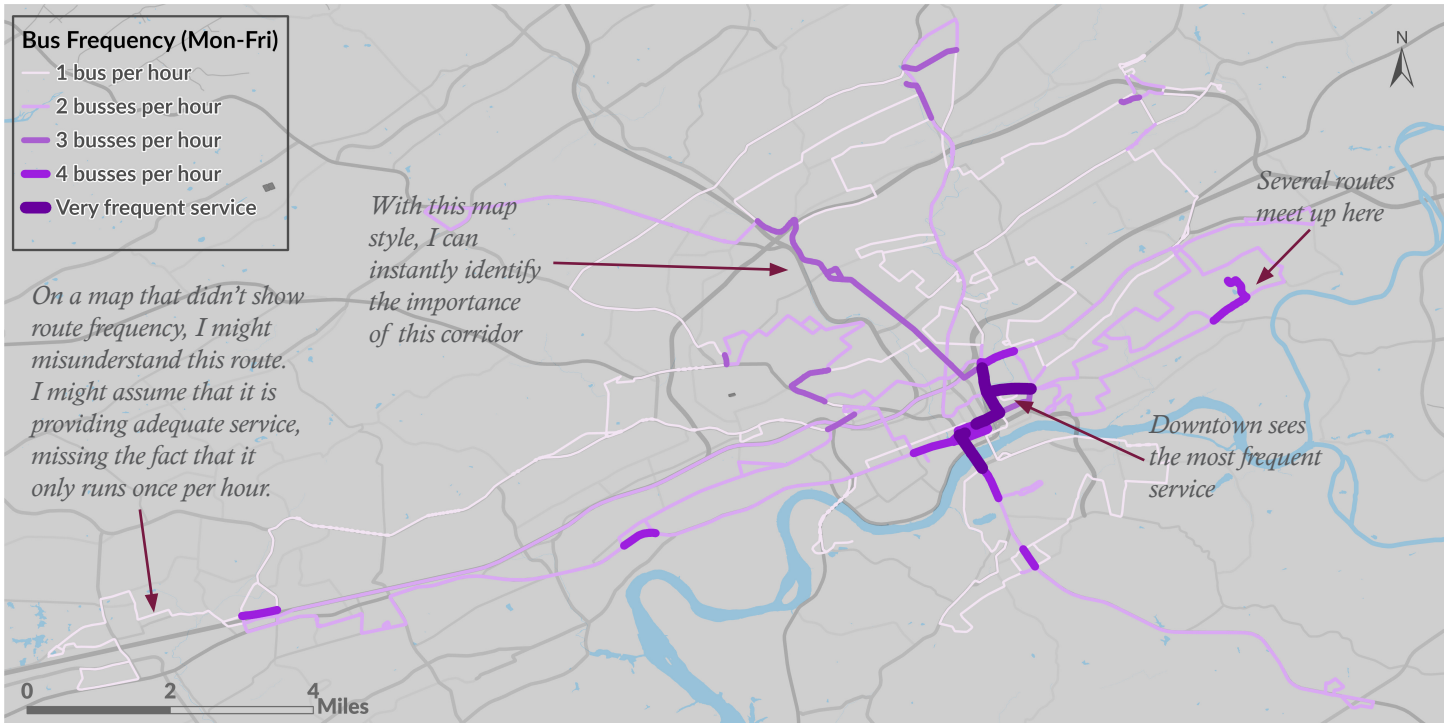 Bus Frequency (Mon-Fri)
1 bus per hour
2 busses per hour
3 busses per hour
4 busses per hour
Very frequent service
N
With this map
style, I can
instantly identify
the importance
of this corridor
Several routes
meet up here
On a map that didn't show
route frequency, I might
misunderstand this route.
I might assume that it is
providing adequate service,
missing the fact that it
only runs once per hour.
Downtown sees
the most frequent
service
0 2 4
Miles